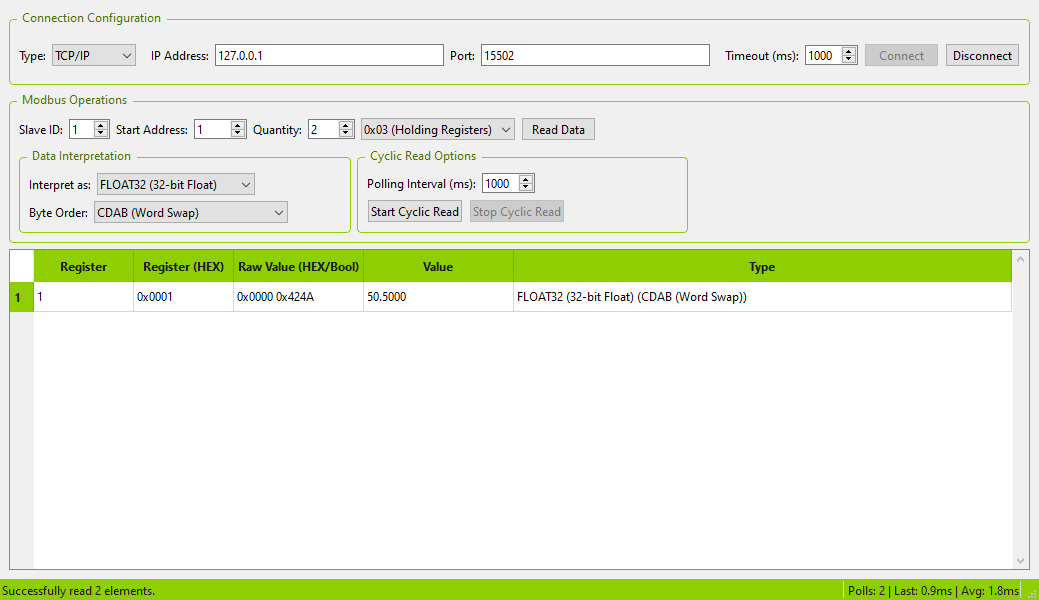 Connection Configuration
Type: TCP/IP IP Address: 127.0.0.1 Port: 15502 Timeout (ms): 1000 Connect Disconnect
Modbus Operations
Slave ID: 1 Start Address: 1 Quantity: 2 0x03 (Holding Registers) Read Data
Data Interpretation
Interpret as: FLOAT32 (32-bit Float)
Byte Order: CDAB (Word Swap)
Cyclic Read Options
Polling Interval (ms): 1000
Start Cyclic Read Stop Cyclic Read
Register Register (HEX) Raw Value (HEX/Bool) Value Type
1 1 0x0001 0x0000 0x424A 50.5000 FLOAT32 (32-bit Float) (CDAB (Word Swap))
Successfully read 2 elements. Polls: 2 | Last: 0.9ms | Avg: 1.8ms